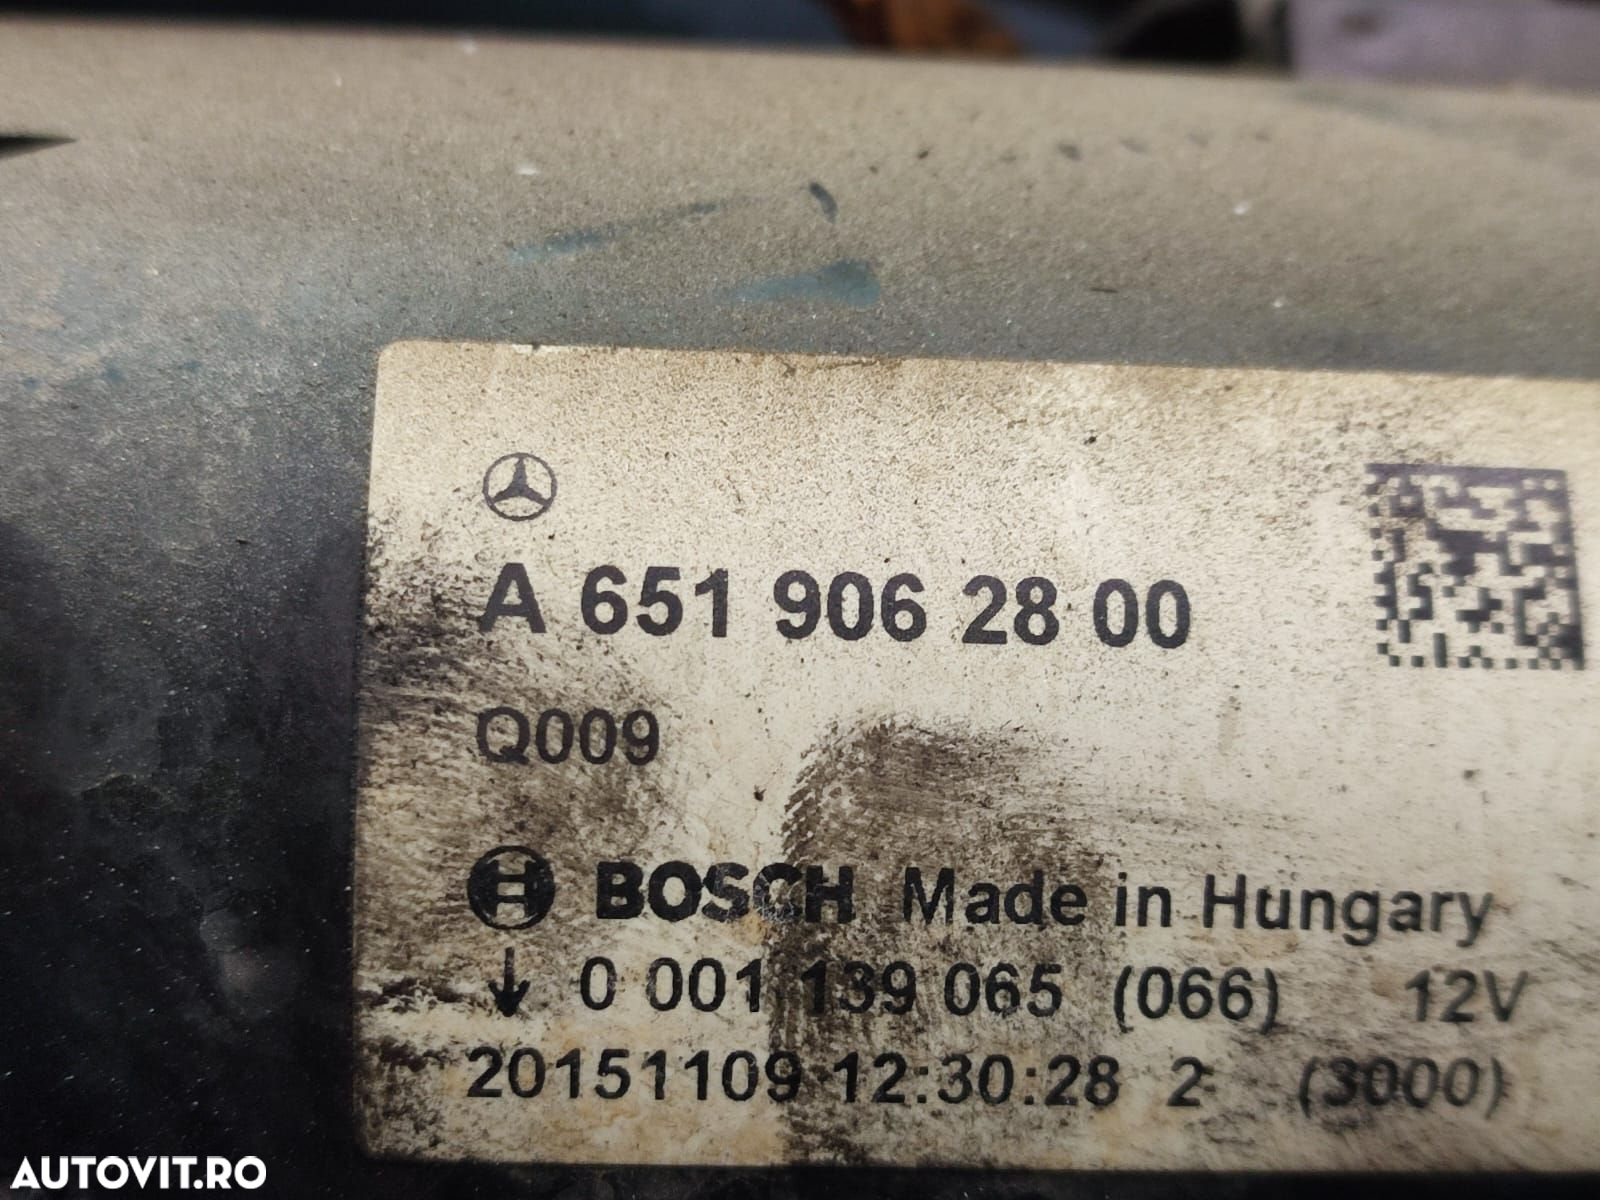 A 651 906 28 00
Q009
BOSCH Made in Hungary
↓ 0 001 139 065 (066) 12V
20151109 12:30:28 2 (3000)
AUTOVIT.RO